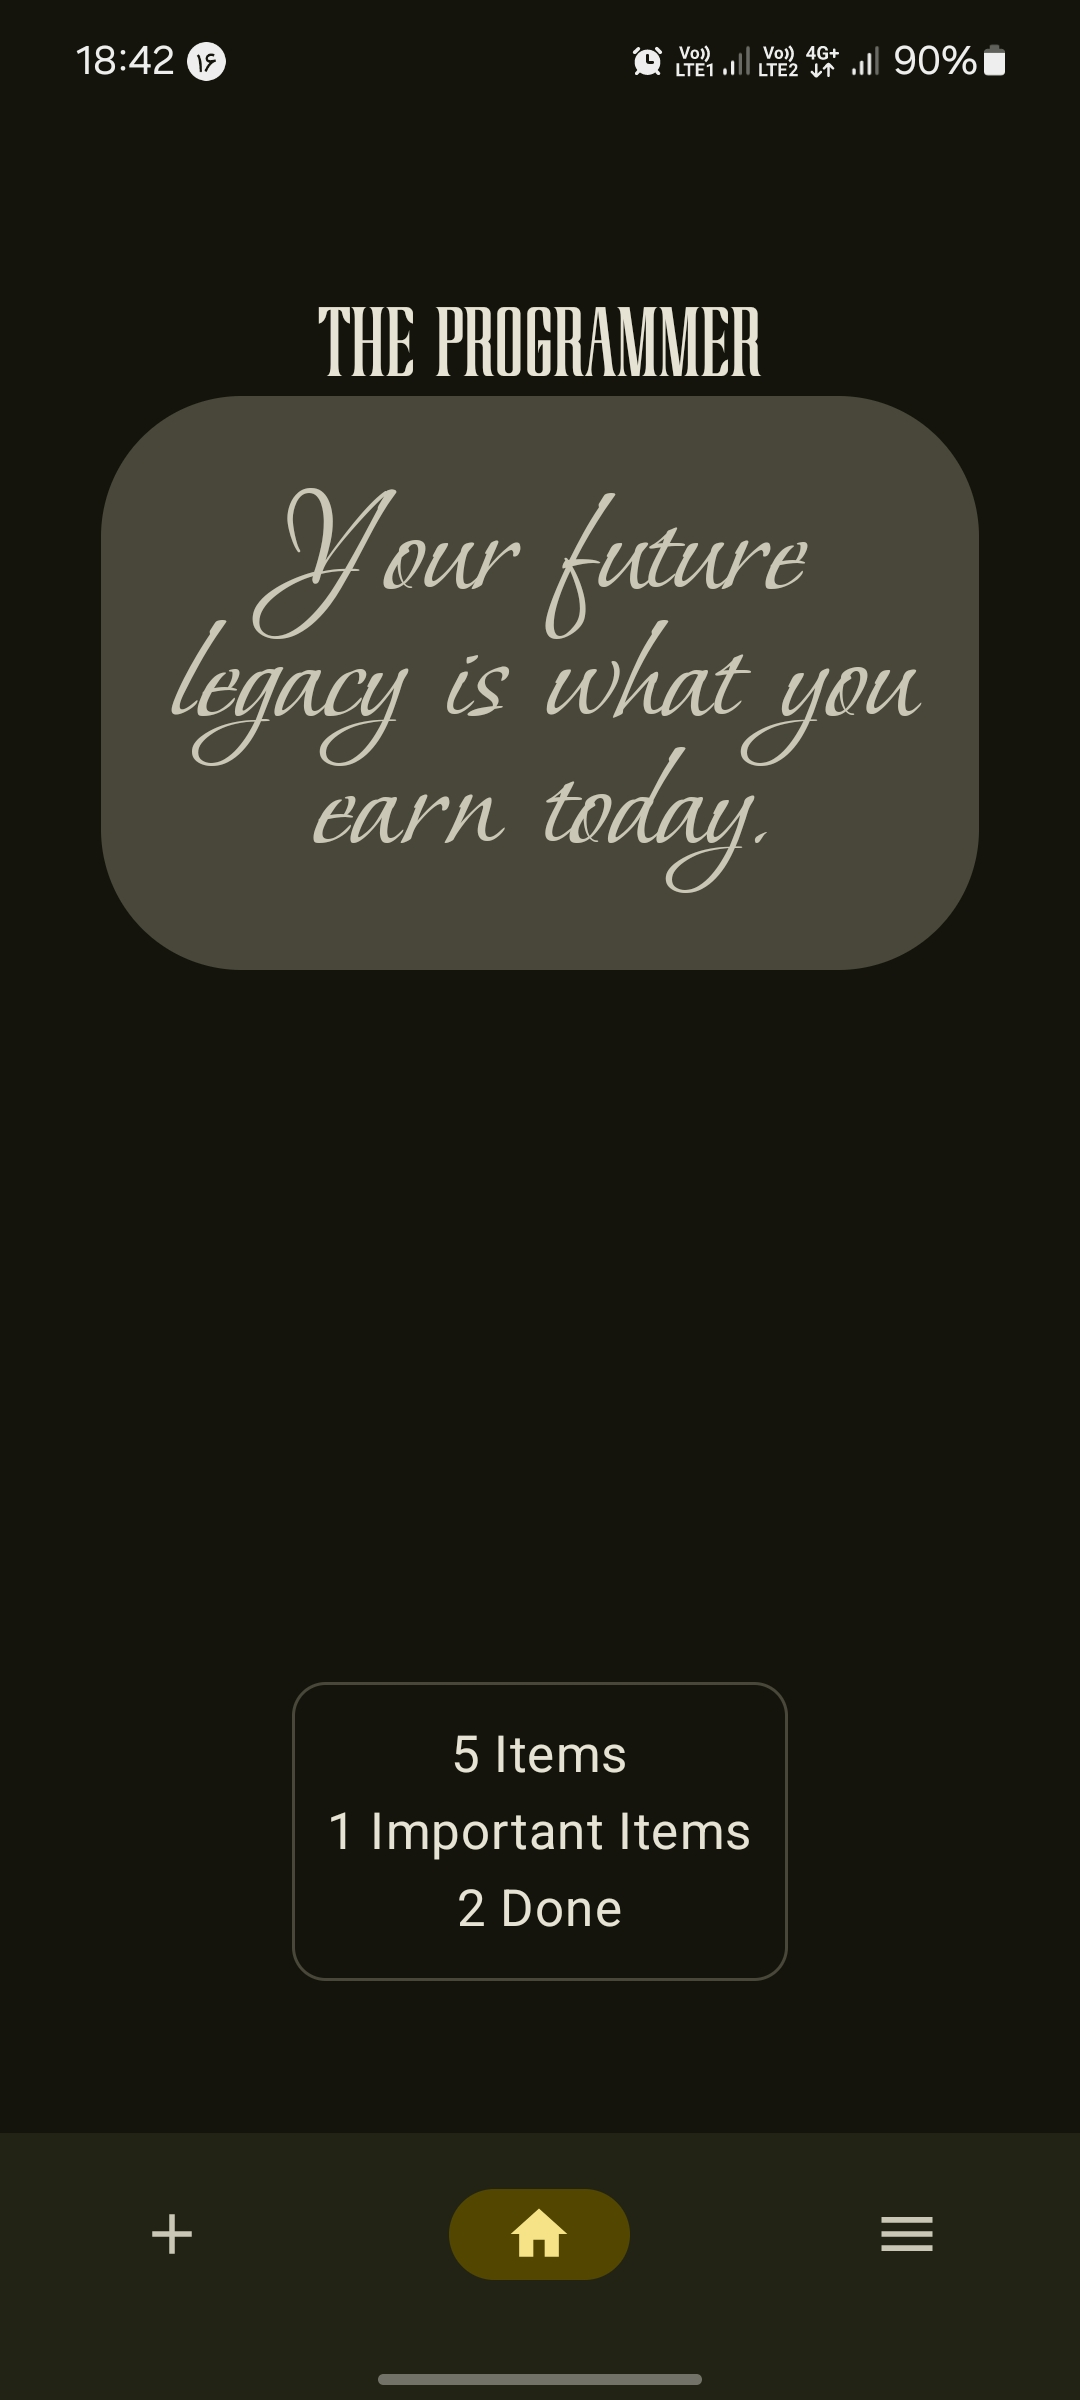 18:42 ۱۶ Vo)) LTE1 Vo)) LTE2 4G+ 90%
THE PROGRAMMER
Your future
legacy is what you
earn today.
5 Items
1 Important Items
2 Done